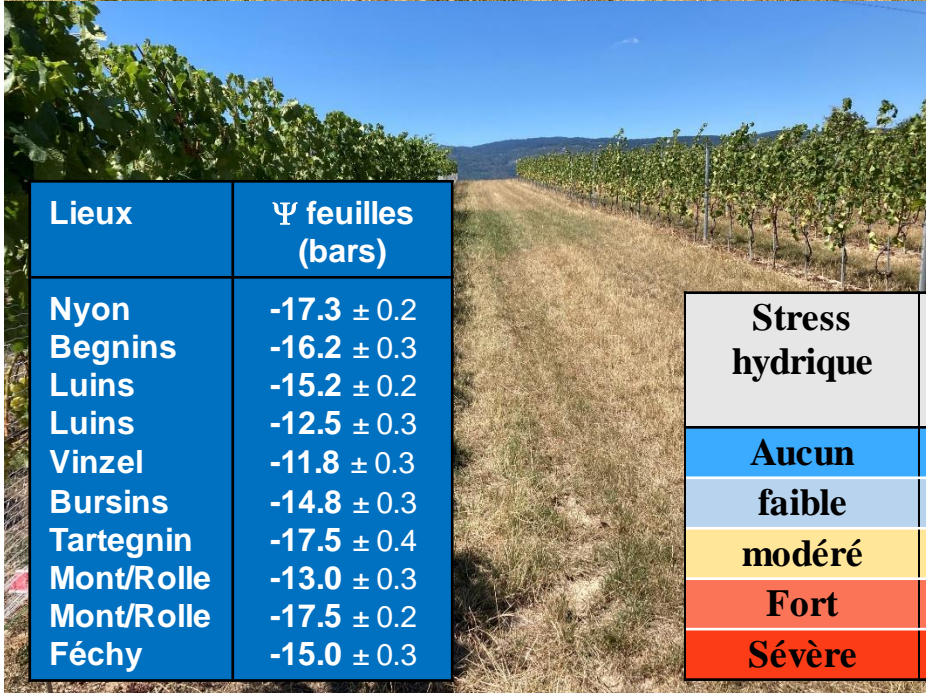 Lieux Ψ feuilles
(bars)
Nyon -17.3 ± 0.2
Begnins -16.2 ± 0.3
Luins -15.2 ± 0.2
Luins -12.5 ± 0.3
Vinzel -11.8 ± 0.3
Bursins -14.8 ± 0.3
Tartegnin -17.5 ± 0.4
Mont/Rolle -13.0 ± 0.3
Mont/Rolle -17.5 ± 0.2
Féchy -15.0 ± 0.3
Stress
hydrique
Aucun
faible
modéré
Fort
Sévère